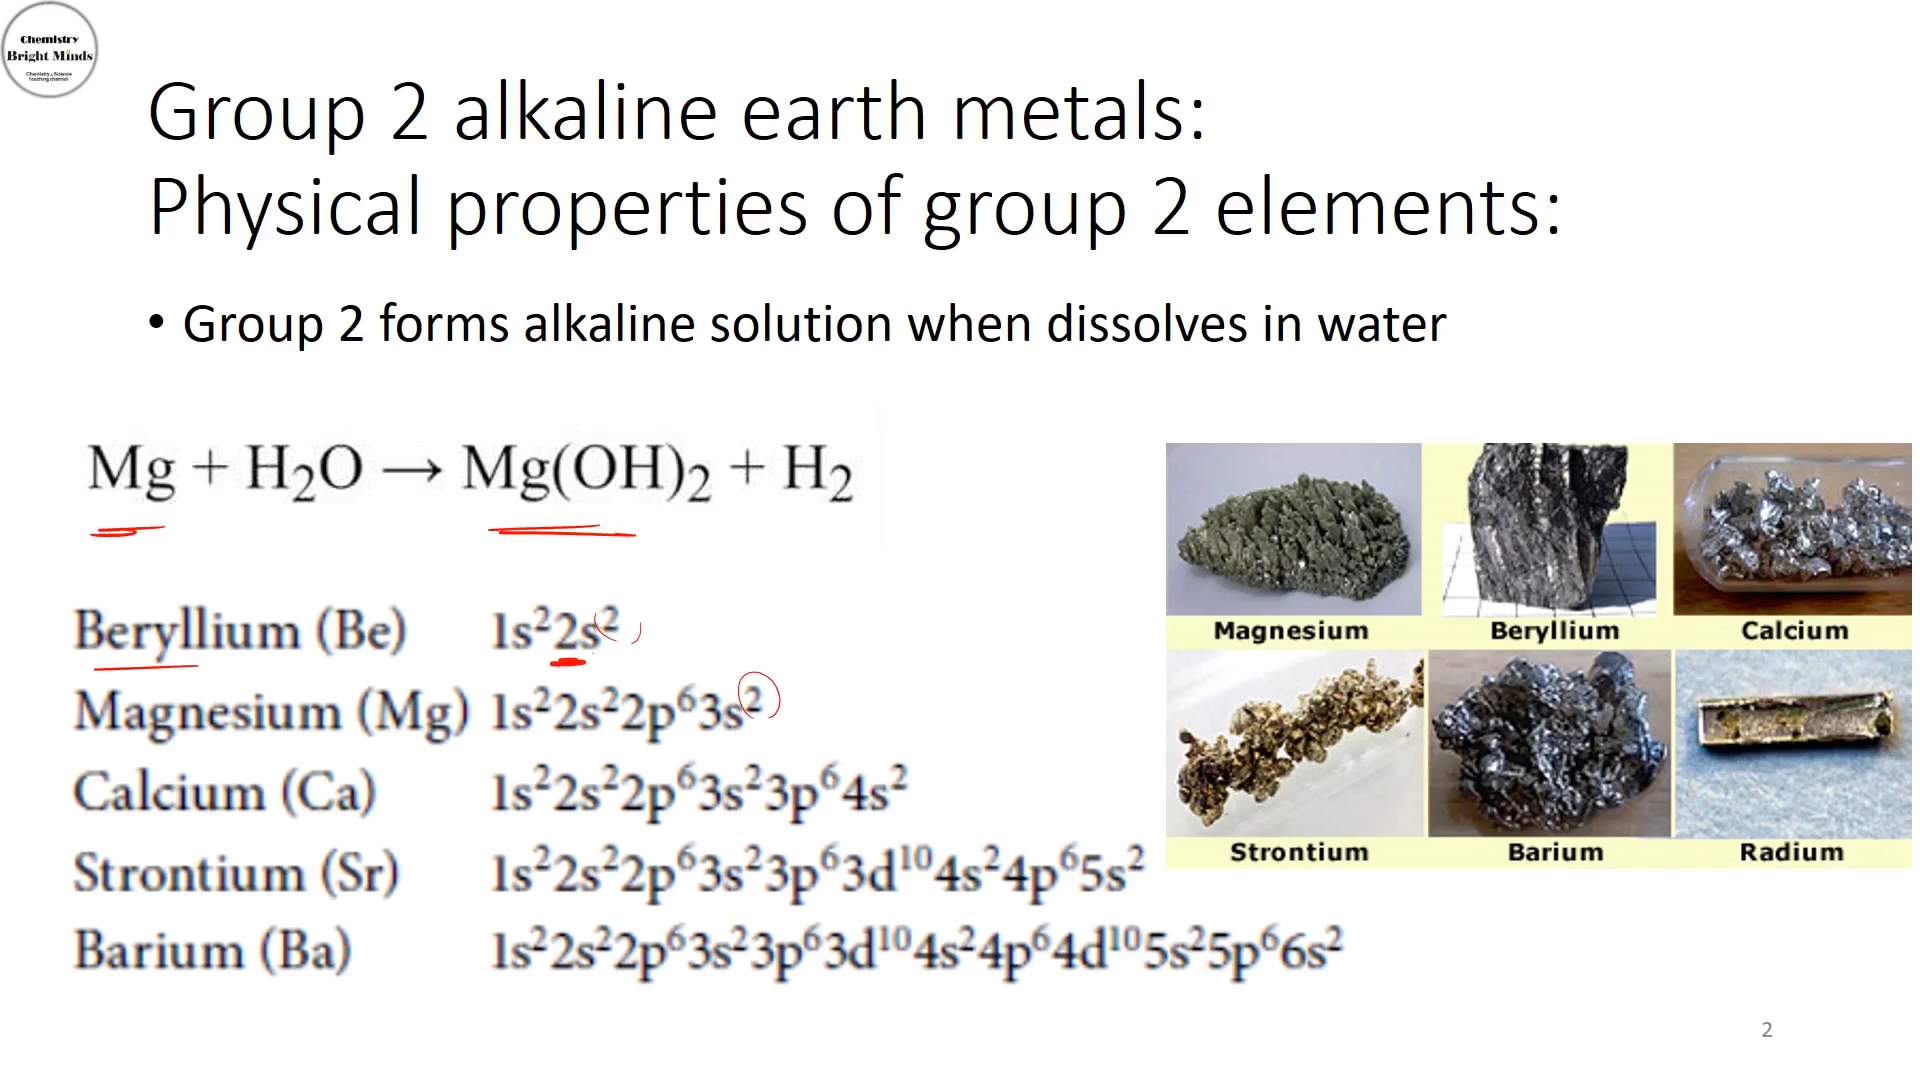 Chemistry
Bright Minds
Chemistry & Science
teaching channel
Group 2 alkaline earth metals:
Physical properties of group 2 elements:
• Group 2 forms alkaline solution when dissolves in water
Mg + H₂O → Mg(OH)₂ + H₂
Beryllium (Be) 1s²2s²
Magnesium (Mg) 1s²2s²2p⁶3s²
Calcium (Ca) 1s²2s²2p⁶3s²3p⁶4s²
Strontium (Sr) 1s²2s²2p⁶3s²3p⁶3d¹⁰4s²4p⁶5s²
Barium (Ba) 1s²2s²2p⁶3s²3p⁶3d¹⁰4s²4p⁶4d¹⁰5s²5p⁶6s²
Magnesium Beryllium Calcium
Strontium Barium Radium
2